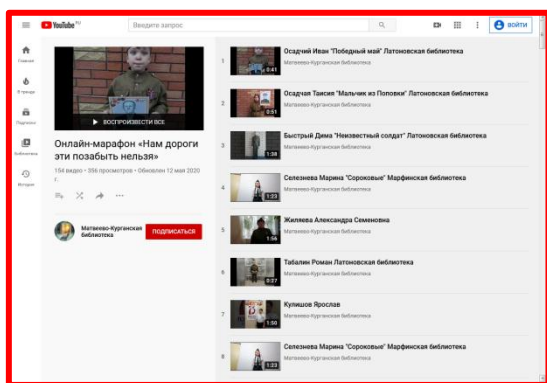 YouTube RU
Введите запрос
ВОЙТИ
Главная
В тренде
Подписки
Библиотека
История
ВОСПРОИЗВЕСТИ ВСЕ
Онлайн-марафон «Нам дороги
эти позабыть нельзя»
154 видео • 356 просмотров • Обновлен 12 мая 2020
г.
Матвеево-Курганская
библиотека
ПОДПИСАТЬСЯ
1
0:41
Осадчий Иван "Победный май" Латоновская библиотека
Матвеево-Курганская библиотека
2
0:51
Осадчая Таисия "Мальчик из Поповки" Латоновская библиотека
Матвеево-Курганская библиотека
3
1:38
Быстрый Дима "Неизвестный солдат" Латоновская библиотека
Матвеево-Курганская библиотека
4
1:23
Селезнева Марина "Сороковые" Марфинская библиотека
Матвеево-Курганская библиотека
5
1:56
Жиляева Александра Семеновна
Матвеево-Курганская библиотека
6
0:27
Табалин Роман Латоновская библиотека
Матвеево-Курганская библиотека
7
1:50
Кулишов Ярослав
Матвеево-Курганская библиотека
8
1:23
Селезнева Марина "Сороковые" Марфинская библиотека
Матвеево-Курганская библиотека